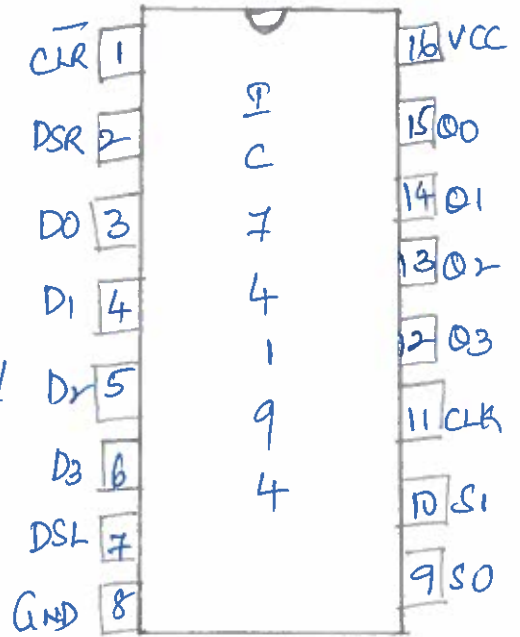 CLR 1
DSR 2
D0 3
D1 4
D2 5
D3 6
DSL 7
GND 8
I
C
7
4
1
9
4
16 VCC
15 Q0
14 Q1
13 Q2
12 Q3
11 CLK
10 S1
9 S0